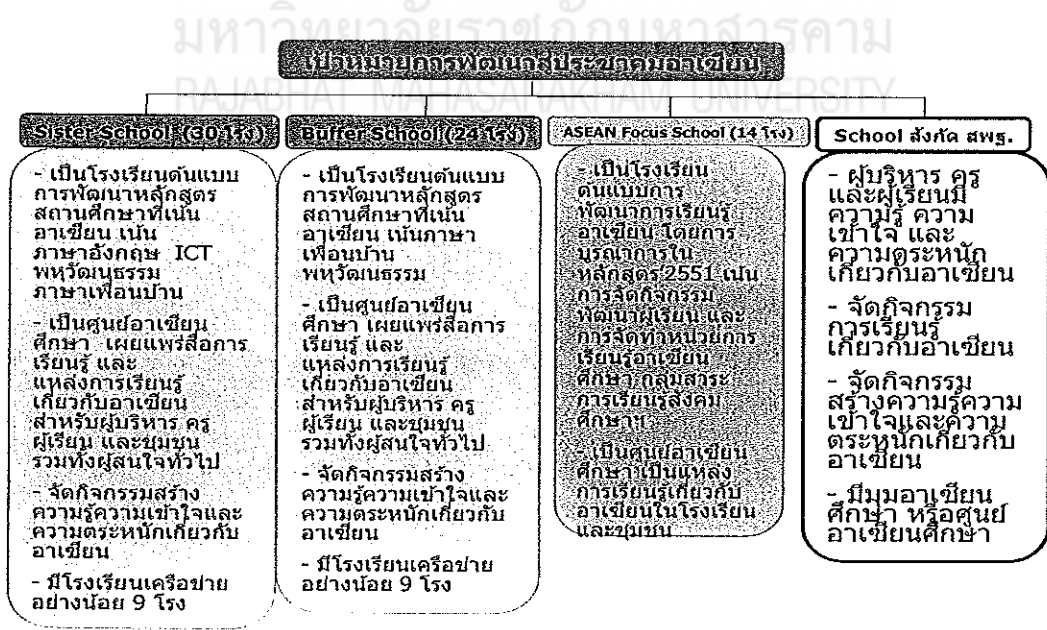 มหาวิทยาลัยราชภัฏมหาสารคาม
RAJABHAT MAHASARAKHAM UNIVERSITY
เป้าหมายการพัฒนาสู่ประชาคมอาเซียน
Sister School (30 โรง)
- เป็นโรงเรียนต้นแบบ
การพัฒนาหลักสูตร
สถานศึกษาที่เน้น
อาเซียน เน้น
ภาษาอังกฤษ ICT
พหุวัฒนธรรม
ภาษาเพื่อนบ้าน
- เป็นศูนย์อาเซียน
ศึกษา เผยแพร่สื่อการ
เรียนรู้ และ
แหล่งการเรียนรู้
เกี่ยวกับอาเซียน
สำหรับผู้บริหาร ครู
ผู้เรียน และชุมชน
รวมทั้งผู้สนใจทั่วไป
- จัดกิจกรรมสร้าง
ความรู้ความเข้าใจและ
ความตระหนักเกี่ยวกับ
อาเซียน
- มีโรงเรียนเครือข่าย
อย่างน้อย 9 โรง
Buffer School (24 โรง)
- เป็นโรงเรียนต้นแบบ
การพัฒนาหลักสูตร
สถานศึกษาที่เน้น
อาเซียน เน้นภาษา
เพื่อนบ้าน
พหุวัฒนธรรม
- เป็นศูนย์อาเซียน
ศึกษา เผยแพร่สื่อการ
เรียนรู้ และ
แหล่งการเรียนรู้
เกี่ยวกับอาเซียน
สำหรับผู้บริหาร ครู
ผู้เรียน และชุมชน
รวมทั้งผู้สนใจทั่วไป
- จัดกิจกรรมสร้าง
ความรู้ความเข้าใจและ
ความตระหนักเกี่ยวกับ
อาเซียน
- มีโรงเรียนเครือข่าย
อย่างน้อย 9 โรง
ASEAN Focus School (14 โรง)
- เป็นโรงเรียน
ต้นแบบการ
พัฒนาการเรียนรู้
อาเซียน โดยการ
บูรณาการใน
หลักสูตร 2551 เน้น
การจัดกิจกรรม
พัฒนาผู้เรียน และ
การจัดทำหน่วยการ
เรียนรู้อาเซียน
ศึกษา กลุ่มสาระ
การเรียนรู้สังคม
ศึกษาฯ
- เป็นศูนย์อาเซียน
ศึกษาเป็นแหล่ง
การเรียนรู้เกี่ยวกับ
อาเซียนในโรงเรียน
และชุมชน
School สังกัด สพฐ.
- ผู้บริหาร ครู
และผู้เรียนมี
ความรู้ ความ
เข้าใจ และ
ความตระหนัก
เกี่ยวกับอาเซียน
- จัดกิจกรรม
การเรียนรู้
เกี่ยวกับอาเซียน
- จัดกิจกรรม
สร้างความรู้ความ
เข้าใจและความ
ตระหนักเกี่ยวกับ
อาเซียน
- มีมุมอาเซียน
ศึกษา หรือศูนย์
อาเซียนศึกษา